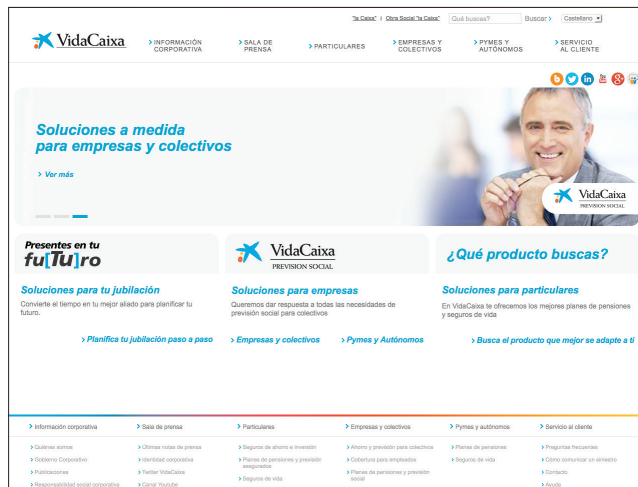 "la Caixa" | Obra Social "la Caixa" Qué buscas? Buscar > Castellano
VidaCaixa
> INFORMACIÓN CORPORATIVA
> SALA DE PRENSA
> PARTICULARES
> EMPRESAS Y COLECTIVOS
> PYMES Y AUTÓNOMOS
> SERVICIO AL CLIENTE
Soluciones a medida
para empresas y colectivos
> Ver más
VidaCaixa
PREVISION SOCIAL
Presentes en tu
fu[Tu]ro
Soluciones para tu jubilación
Convierte el tiempo en tu mejor aliado para planificar tu
futuro.
> Planifica tu jubilación paso a paso
VidaCaixa
PREVISION SOCIAL
Soluciones para empresas
Queremos dar respuesta a todas las necesidades de
previsión social para colectivos
> Empresas y colectivos > Pymes y Autónomos
¿Qué producto buscas?
Soluciones para particulares
En VidaCaixa te ofrecemos los mejores planes de pensiones
y seguros de vida
> Busca el producto que mejor se adapte a ti
> Información corporativa
> Quiénes somos
> Gobierno Corporativo
> Publicaciones
> Responsabilidad social corporativa
> Sala de prensa
> Últimas notas de prensa
> Identidad corporativa
> Twitter VidaCaixa
> Canal Youtube
> Particulares
> Seguros de ahorro e inversión
> Planes de pensiones y previsión
asegurados
> Seguros de vida
> Empresas y colectivos
> Ahorro y previsión para colectivos
> Cobertura para empleados
> Planes de pensiones y previsión
social
> Pymes y autónomos
> Planes de pensiones
> Seguros de vida
> Servicio al cliente
> Preguntas frecuentes
> Cómo comunicar un siniestro
> Contacto
> Ayuda